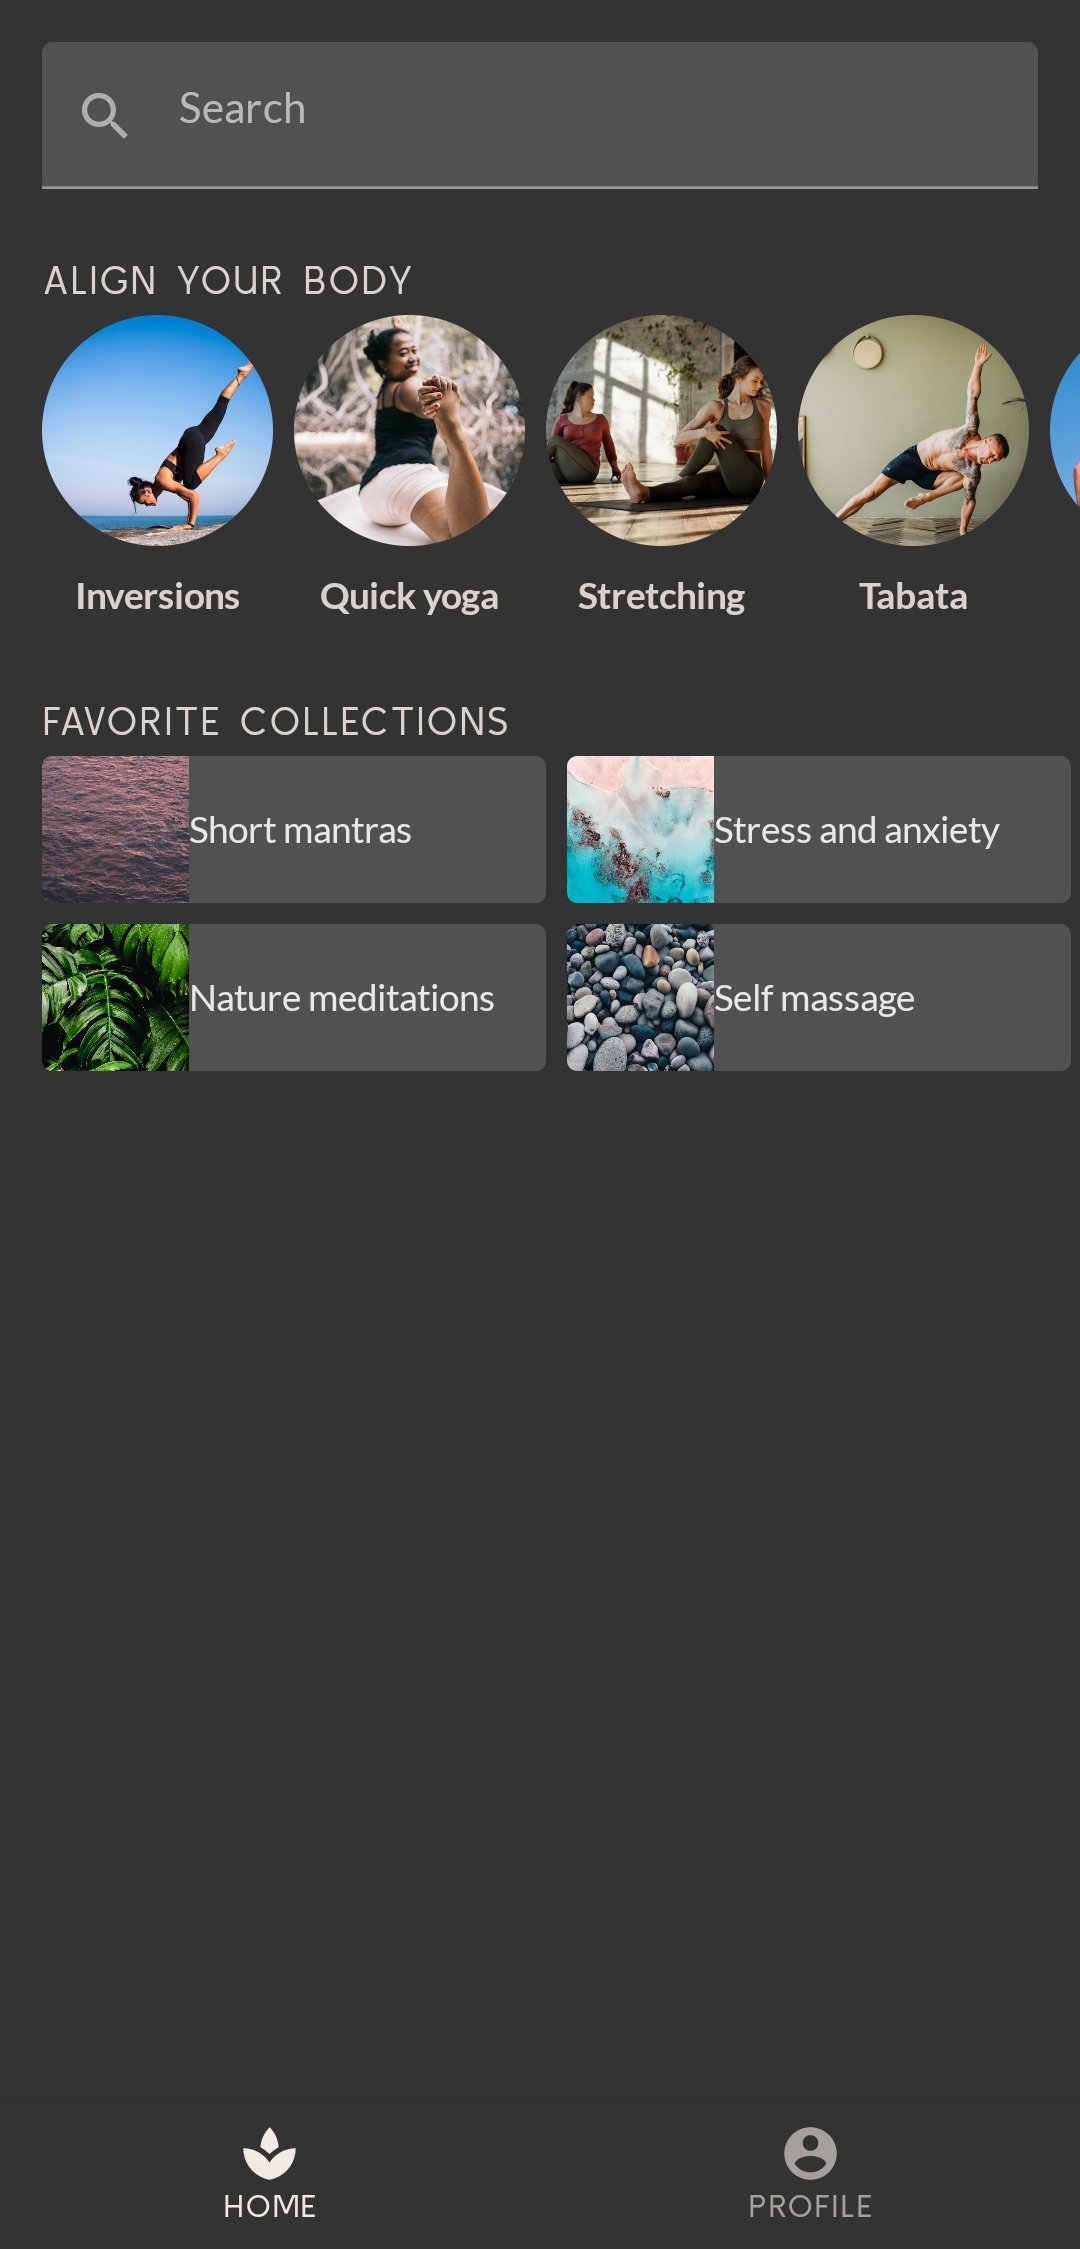 Search
ALIGN YOUR BODY
Inversions
Quick yoga
Stretching
Tabata
FAVORITE COLLECTIONS
Short mantras
Stress and anxiety
Nature meditations
Self massage
HOME
PROFILE